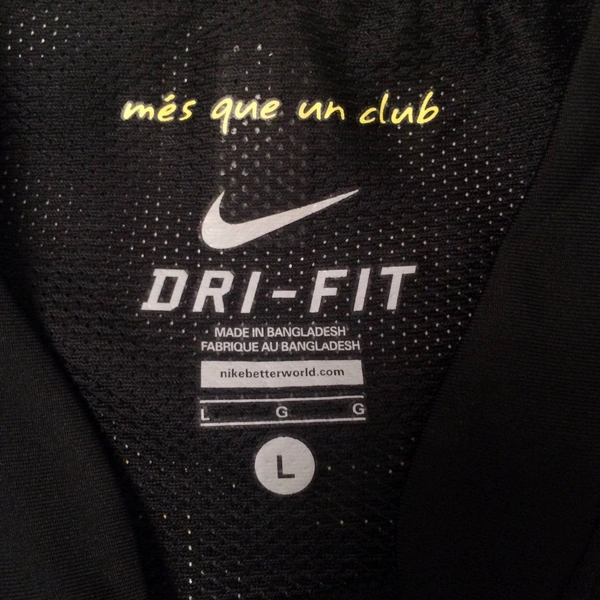 més que un club
DRI-FIT
MADE IN BANGLADESH
FABRIQUE AU BANGLADESH
nikebetterworld.com
L G G
L